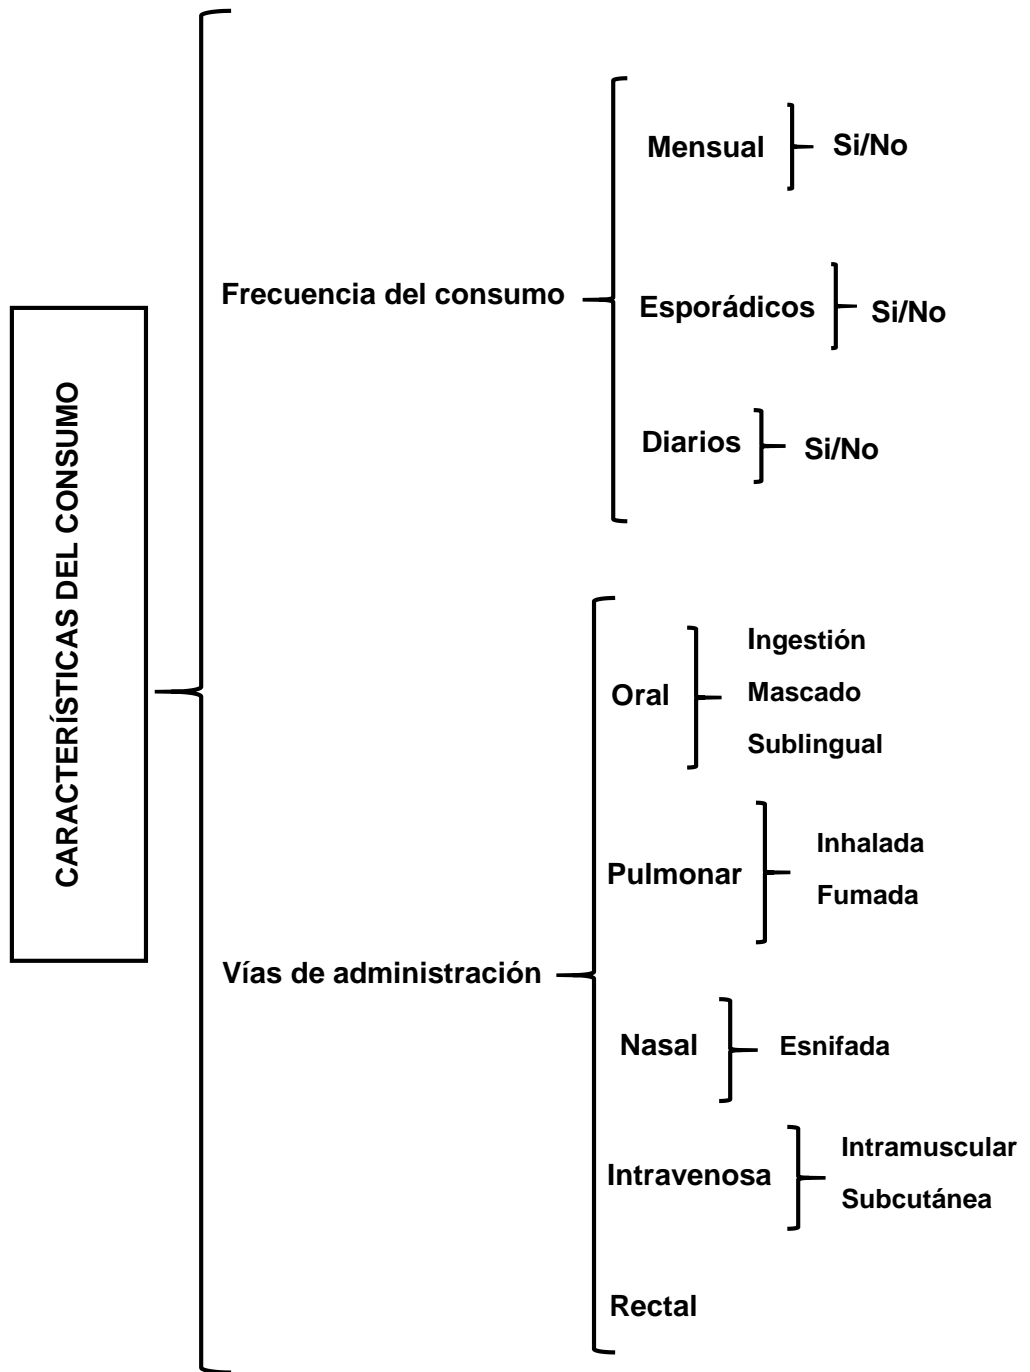 CARACTERÍSTICAS DEL CONSUMO
Frecuencia del consumo
Mensual
Si/No
Esporádicos
Si/No
Diarios
Si/No
Vías de administración
Oral
Ingestión
Mascado
Sublingual
Pulmonar
Inhalada
Fumada
Nasal
Esnifada
Intravenosa
Intramuscular
Subcutánea
Rectal